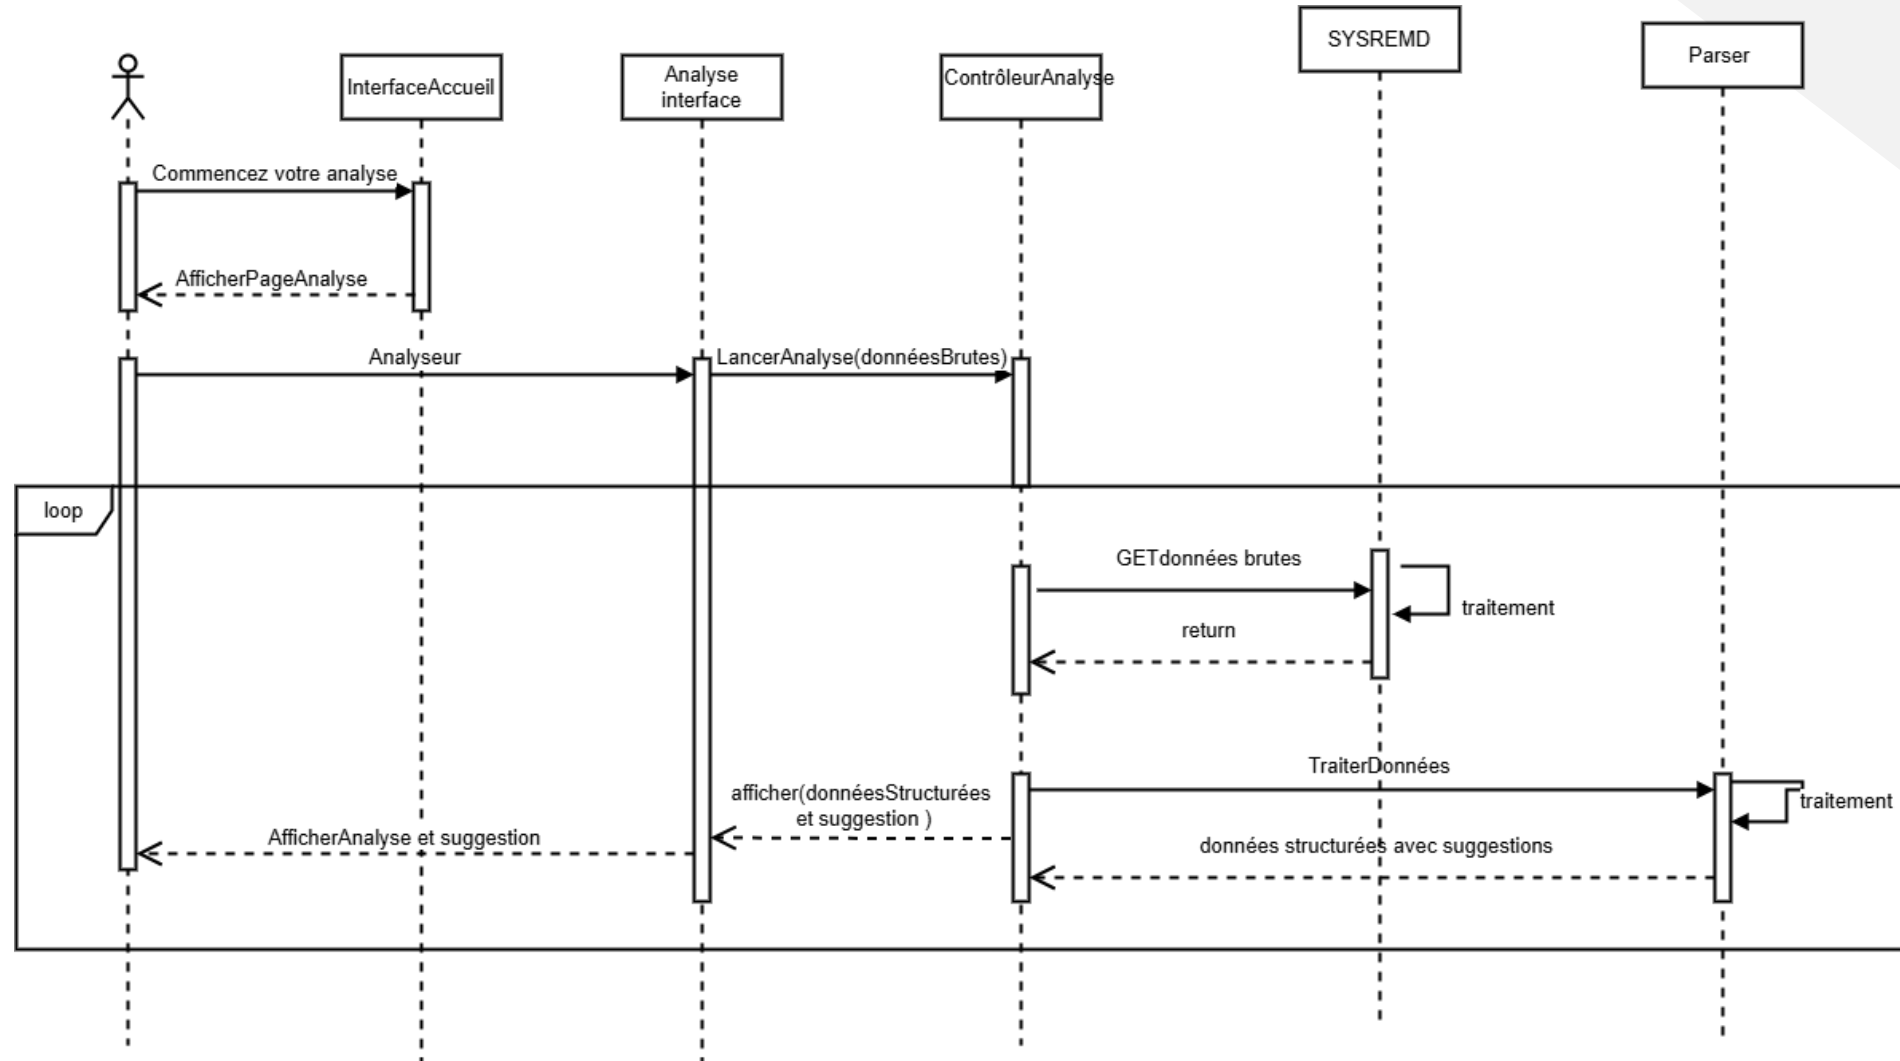 SYSREMD
Parser
InterfaceAccueil
Analyse
interface
ContrôleurAnalyse
Commencez votre analyse
AfficherPageAnalyse
Analyseur
LancerAnalyse(donnéesBrutes)
loop
GETdonnées brutes
traitement
return
TraiterDonnées
afficher(donnéesStructurées
et suggestion )
traitement
AfficherAnalyse et suggestion
données structurées avec suggestions